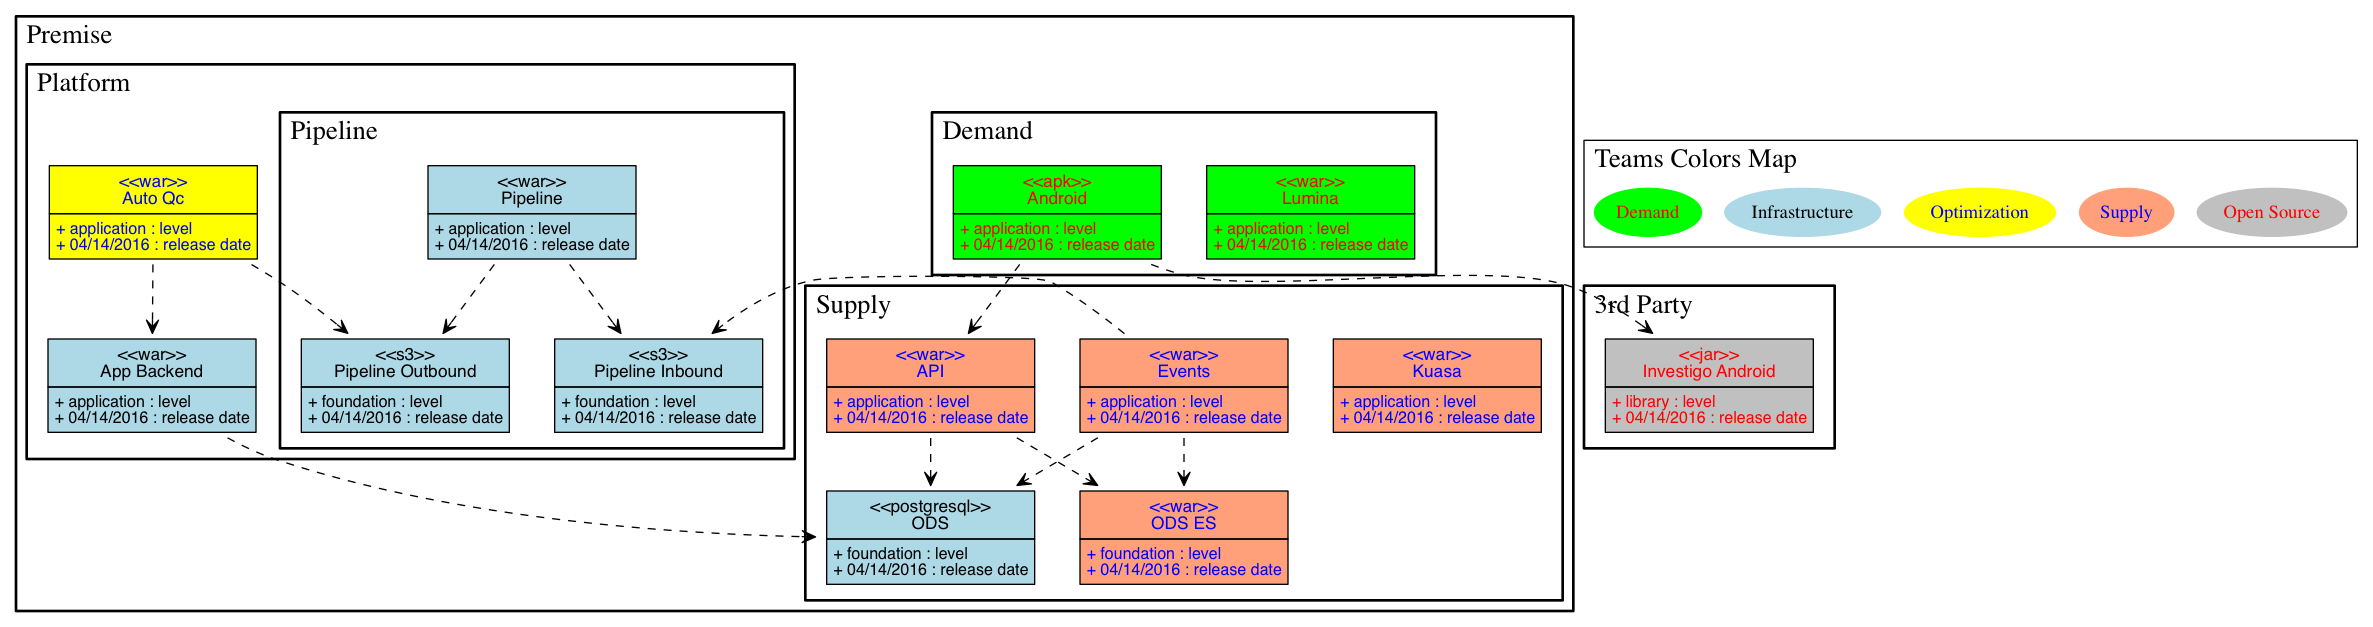 Premise
Platform
Pipeline
Demand
Teams Colors Map
Demand
Infrastructure
Optimization
Supply
Open Source
<<war>>
Auto Qc
+ application : level
+ 04/14/2016 : release date
<<war>>
Pipeline
+ application : level
+ 04/14/2016 : release date
<<apk>>
Android
+ application : level
+ 04/14/2016 : release date
<<war>>
Lumina
+ application : level
+ 04/14/2016 : release date
Supply
3rd Party
<<war>>
App Backend
+ application : level
+ 04/14/2016 : release date
<<s3>>
Pipeline Outbound
+ foundation : level
+ 04/14/2016 : release date
<<s3>>
Pipeline Inbound
+ foundation : level
+ 04/14/2016 : release date
<<war>>
API
+ application : level
+ 04/14/2016 : release date
<<war>>
Events
+ application : level
+ 04/14/2016 : release date
<<war>>
Kuasa
+ application : level
+ 04/14/2016 : release date
<<jar>>
Investigo Android
+ library : level
+ 04/14/2016 : release date
<<postgresql>>
ODS
+ foundation : level
+ 04/14/2016 : release date
<<war>>
ODS ES
+ foundation : level
+ 04/14/2016 : release date